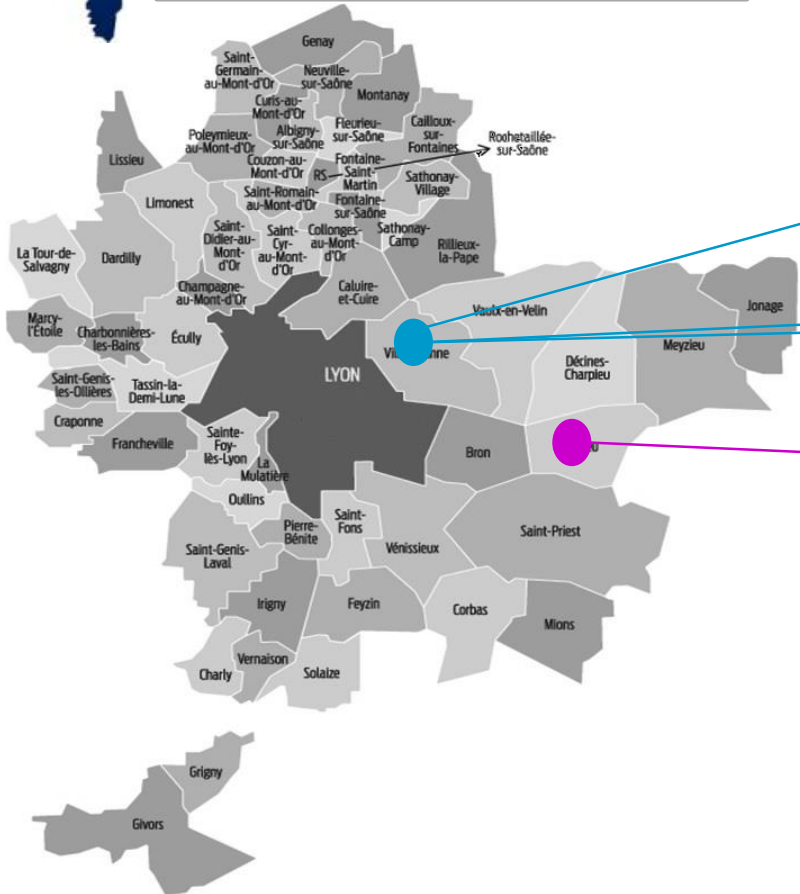 Genay
Saint-
Germain-
au-Mont-d'Or
Neuville-
sur-Saône
Montanay
Curis-au-
Mont-d'Or
Poleymieux-
au-Mont-d'Or
Albigny-
sur-Saône
Fleurieu-
sur-Saône
Cailloux-
sur-
Fontaines
Rochetaillée-
sur-Saône
Lissieu
Couzon-au-
Mont-d'Or
RS
Fontaine-
Saint-
Martin
Sathonay-
Village
Limonest
Saint-Romain-
au-Mont-d'Or
Fontaine-
sur-Saône
La Tour-de-
Salvagny
Dardilly
Saint-
Didier-au-
Mont-
d'Or
Saint-
Cyr-
au-Mont-
d'Or
Collonges-
au-Mont-
d'Or
Sathonay-
Camp
Rillieux-
la-Pape
Champagne-
au-Mont-d'Or
Caluire-
et-Cuire
Vaulx-en-Velin
Jonage
Marcy-
l'Étoile
Charbonnières-
les-Bains
Écully
Meyzieu
LYON
Décines-
Charpieu
Saint-Genis-
les-Ollières
Tassin-la-
Demi-Lune
Craponne
Francheville
Sainte-
Foy-
lès-Lyon
La
Mulatière
Bron
Oullins
Pierre-
Bénite
Saint-
Fons
Saint-Priest
Saint-Genis-
Laval
Vénissieux
Irigny
Feyzin
Corbas
Mions
Charly
Vernaison
Solaize
Grigny
Givors